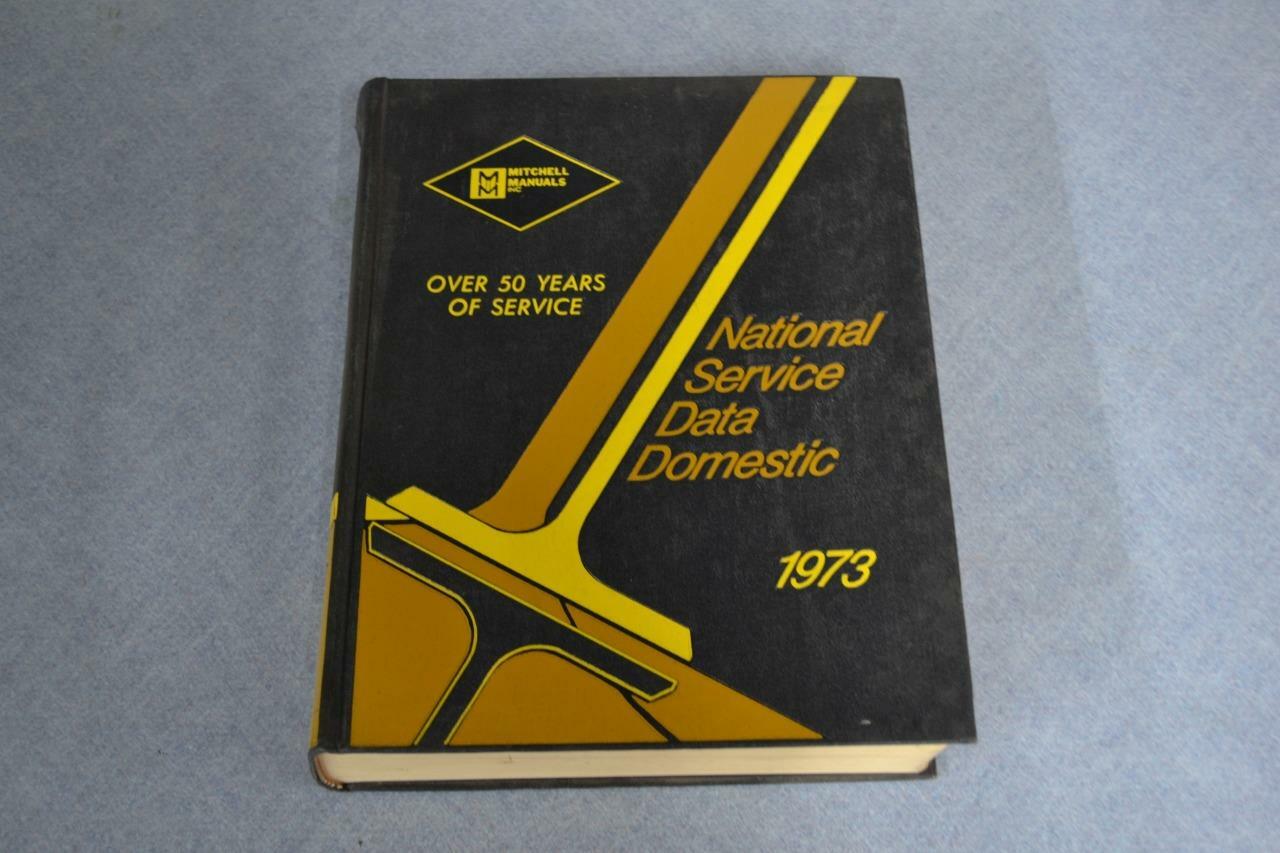 MITCHELL
MANUALS
INC
OVER 50 YEARS
OF SERVICE
National
Service
Data
Domestic
1973